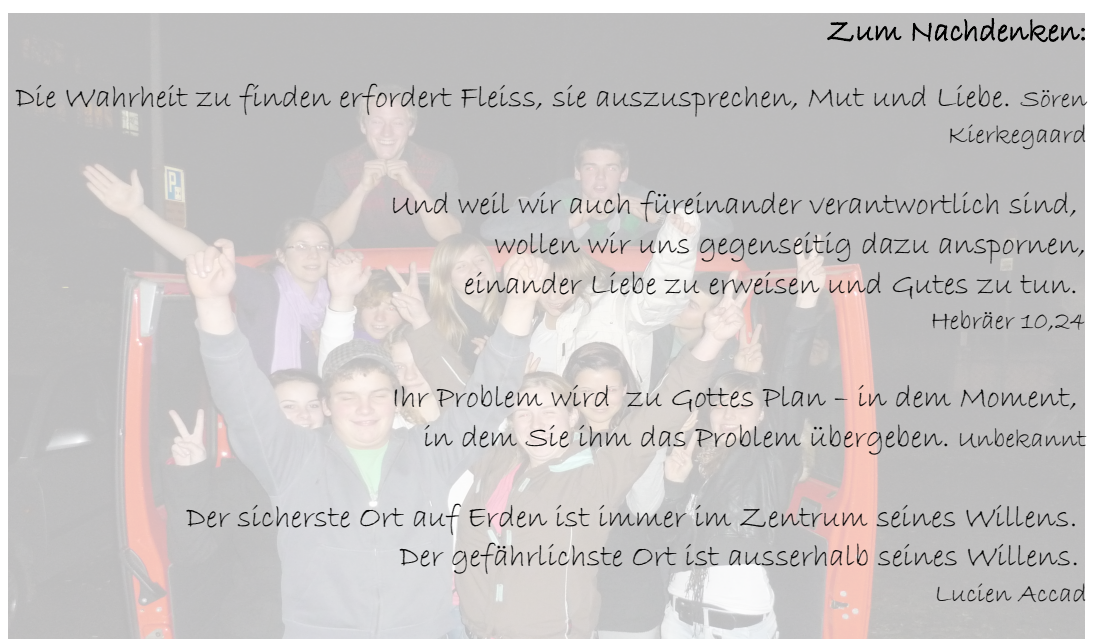 Zum Nachdenken:
Die Wahrheit zu finden erfordert Fleiss, sie auszusprechen, Mut und Liebe. Sören
Kierkegaard
Und weil wir auch füreinander verantwortlich sind,
wollen wir uns gegenseitig dazu anspornen,
einander Liebe zu erweisen und Gutes zu tun.
Hebräer 10,24
Ihr Problem wird zu Gottes Plan – in dem Moment,
in dem Sie ihm das Problem übergeben. Unbekannt
Der sicherste Ort auf Erden ist immer im Zentrum seines Willens.
Der gefährlichste Ort ist ausserhalb seines Willens.
Lucien Accad
P